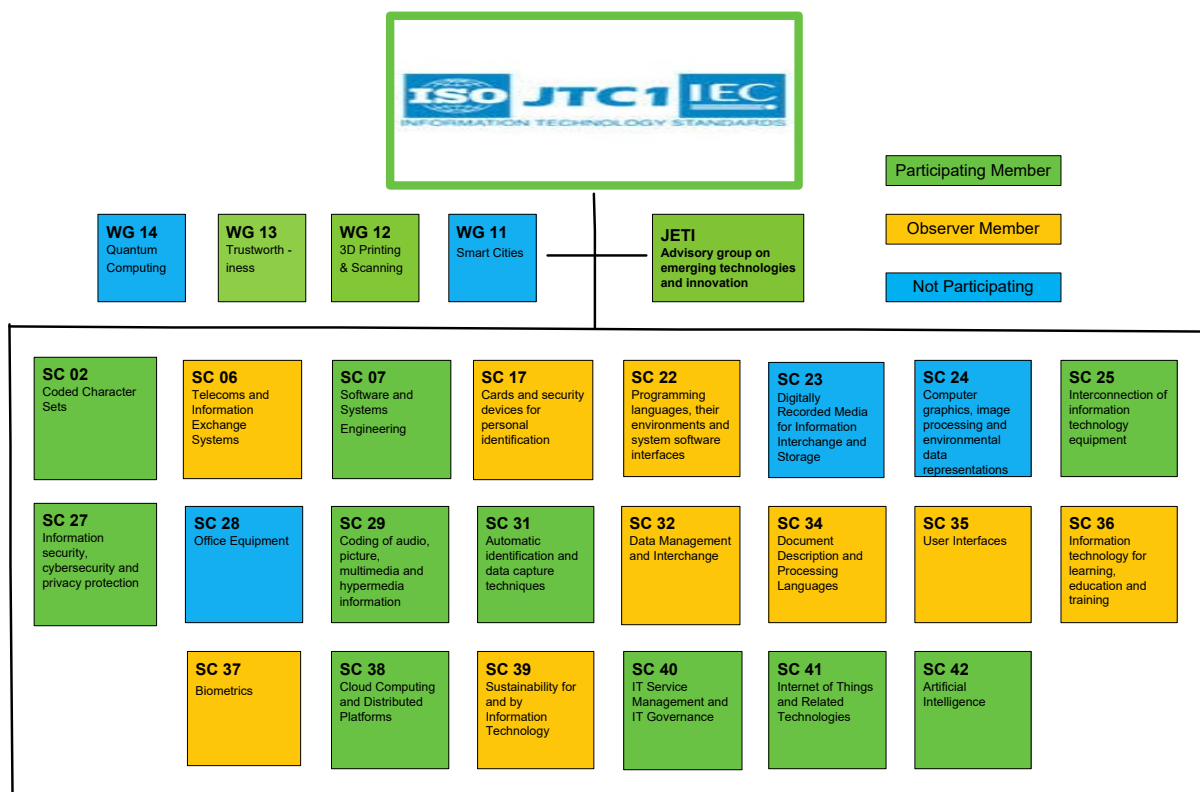 ISO JTC1 IEC
INFORMATION TECHNOLOGY STANDARDS
Participating Member
Observer Member
Not Participating
WG 14
Quantum
Computing
WG 13
Trustworth -
iness
WG 12
3D Printing
& Scanning
WG 11
Smart Cities
JETI
Advisory group on
emerging technologies
and innovation
SC 02
Coded Character
Sets
SC 06
Telecoms and
Information
Exchange
Systems
SC 07
Software and
Systems
Engineering
SC 17
Cards and security
devices for
personal
identification
SC 22
Programming
languages, their
environments and
system software
interfaces
SC 23
Digitally
Recorded Media
for Information
Interchange and
Storage
SC 24
Computer
graphics, image
processing and
environmental
data
representations
SC 25
Interconnection of
information
technology
equipment
SC 27
Information
security,
cybersecurity and
privacy protection
SC 28
Office Equipment
SC 29
Coding of audio,
picture,
multimedia and
hypermedia
information
SC 31
Automatic
identification and
data capture
techniques
SC 32
Data Management
and Interchange
SC 34
Document
Description and
Processing
Languages
SC 35
User Interfaces
SC 36
Information
technology for
learning,
education and
training
SC 37
Biometrics
SC 38
Cloud Computing
and Distributed
Platforms
SC 39
Sustainability for
and by
Information
Technology
SC 40
IT Service
Management and
IT Governance
SC 41
Internet of Things
and Related
Technologies
SC 42
Artificial
Intelligence